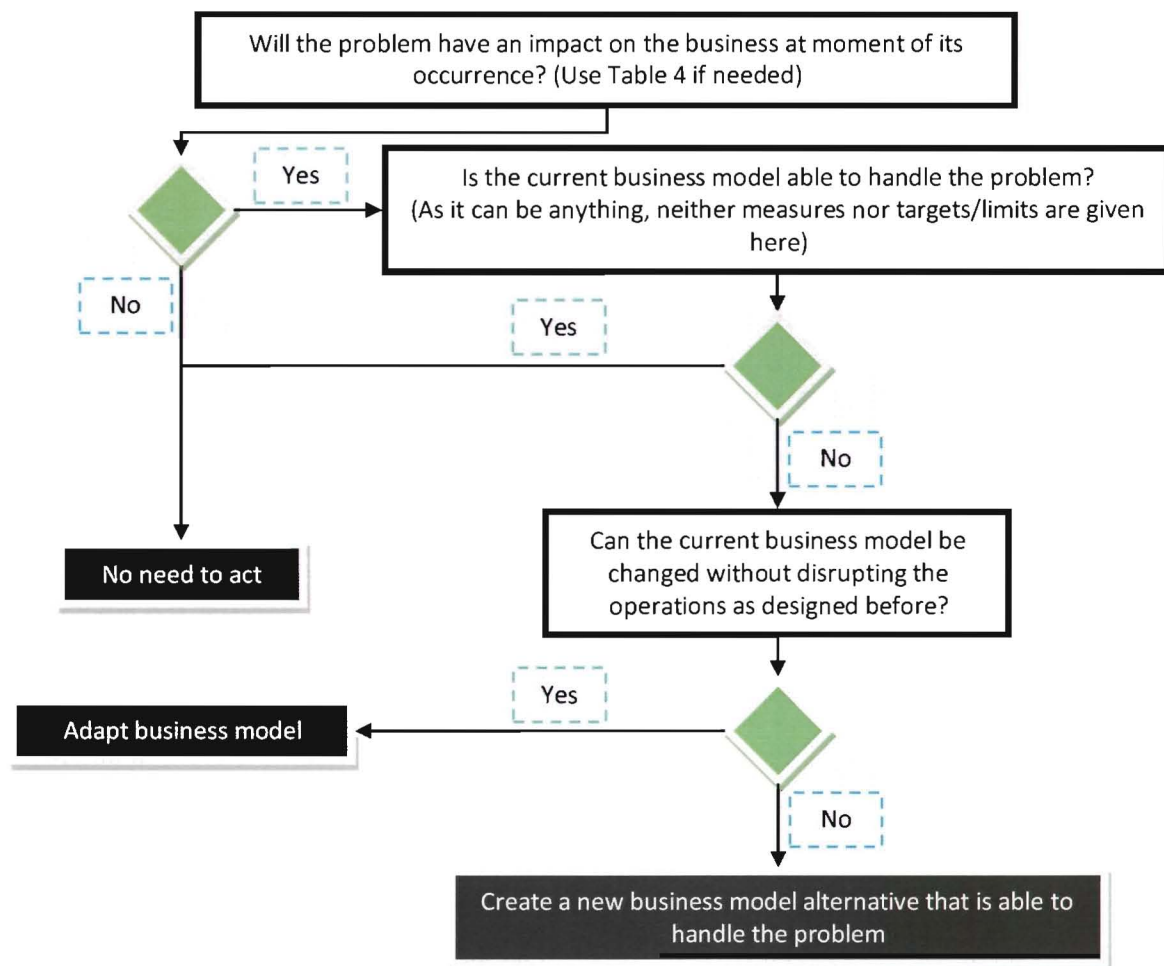 Will the problem have an impact on the business at moment of its
occurrence? (Use Table 4 if needed)
Yes
Is the current business model able to handle the problem?
(As it can be anything, neither measures nor targets/limits are given
here)
No
Yes
No
Can the current business model be
changed without disrupting the
operations as designed before?
No need to act
Yes
Adapt business model
No
Create a new business model alternative that is able to
handle the problem